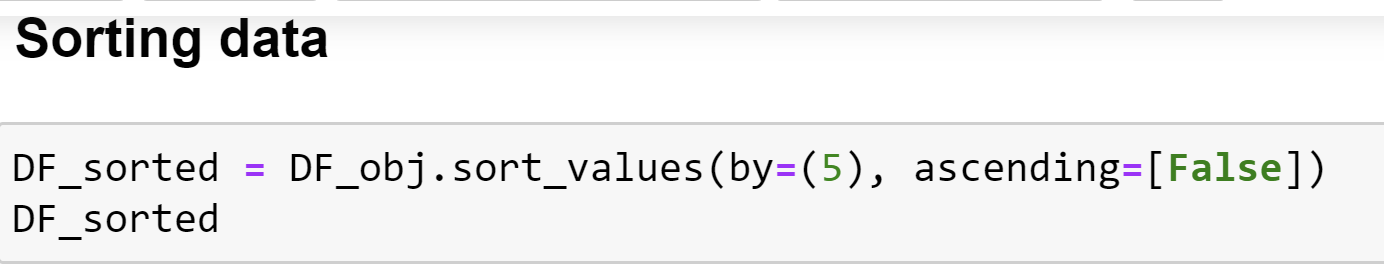 Sorting data
DF_sorted = DF_obj.sort_values(by=(5), ascending=[False])
DF_sorted